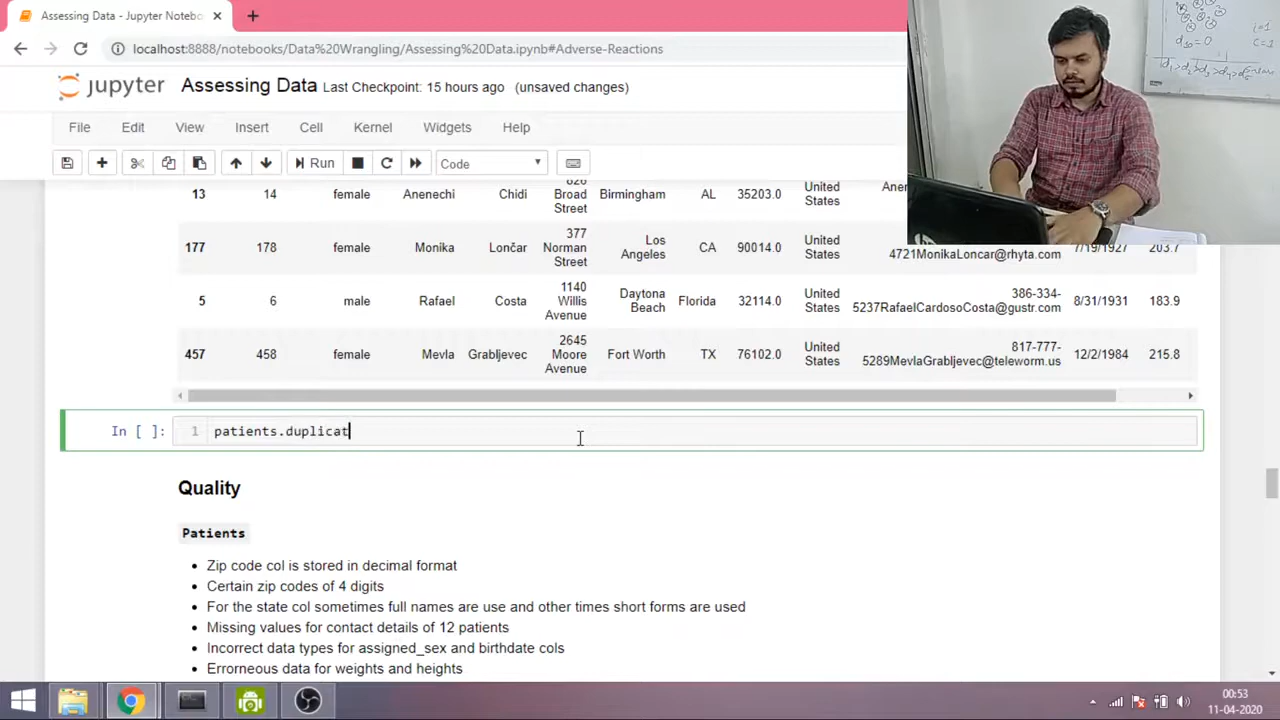 Assessing Data - Jupyter Notebo
localhost:8888/notebooks/Data%20Wrangling/Assessing%20Data.ipynb#Adverse-Reactions
jupyter Assessing Data Last Checkpoint: 15 hours ago (unsaved changes)
File Edit View Insert Cell Kernel Widgets Help
Run Code
13 14 female Anenechi Chidi 826 Broad Street Birmingham AL 35203.0 United States
177 178 female Monika Lončar 377 Norman Street Los Angeles CA 90014.0 United States 4721MonikaLoncar@rhyta.com 7/19/1927 203.7
5 6 male Rafael Costa 1140 Willis Avenue Daytona Beach Florida 32114.0 United States 386-334-5237RafaelCardosoCosta@gustr.com 8/31/1931 183.9
457 458 female Mevla Grabljevec 2645 Moore Avenue Fort Worth TX 76102.0 United States 817-777-5289MevlaGrabljevec@teleworm.us 12/2/1984 215.8
In [ ]: 1 patients.duplicat
Quality
Patients
• Zip code col is stored in decimal format
• Certain zip codes of 4 digits
• For the state col sometimes full names are use and other times short forms are used
• Missing values for contact details of 12 patients
• Incorrect data types for assigned_sex and birthdate cols
• Errorneous data for weights and heights
00:53
11-04-2020